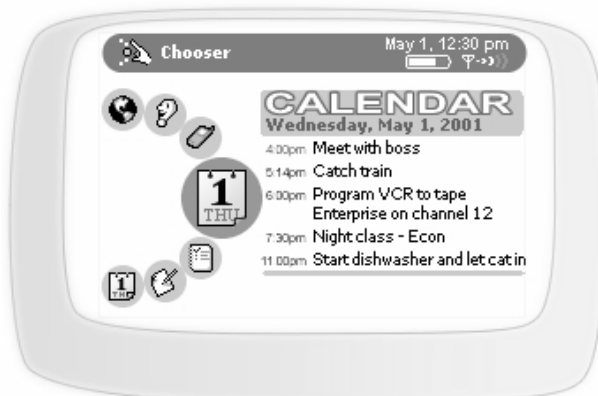 Chooser
May 1, 12:30 pm
CALENDAR
Wednesday, May 1, 2001
4:00pm Meet with boss
5:14pm Catch train
6:00pm Program VCR to tape
Enterprise on channel 12
7:30pm Night class - Econ
11:00pm Start dishwasher and let cat in
1
THU
1
THU